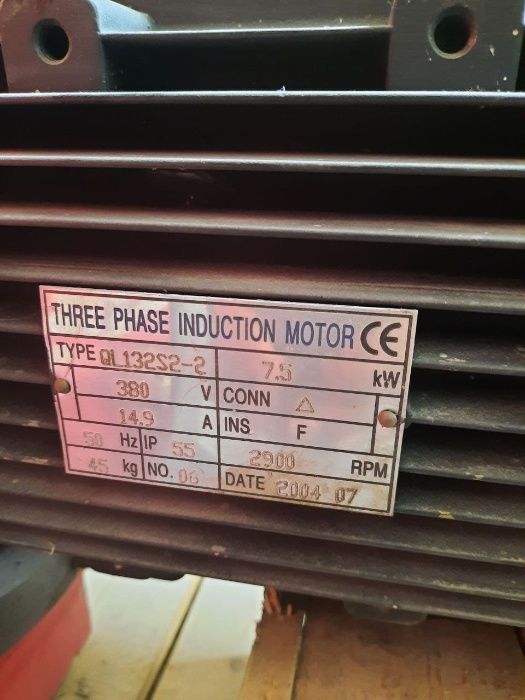 THREE PHASE INDUCTION MOTOR CE
TYPE QL132S2-2 7.5 kW
380 V CONN △
14.9 A INS F
50 Hz IP 55 2900 RPM
45 kg NO. 06 DATE 2004 07